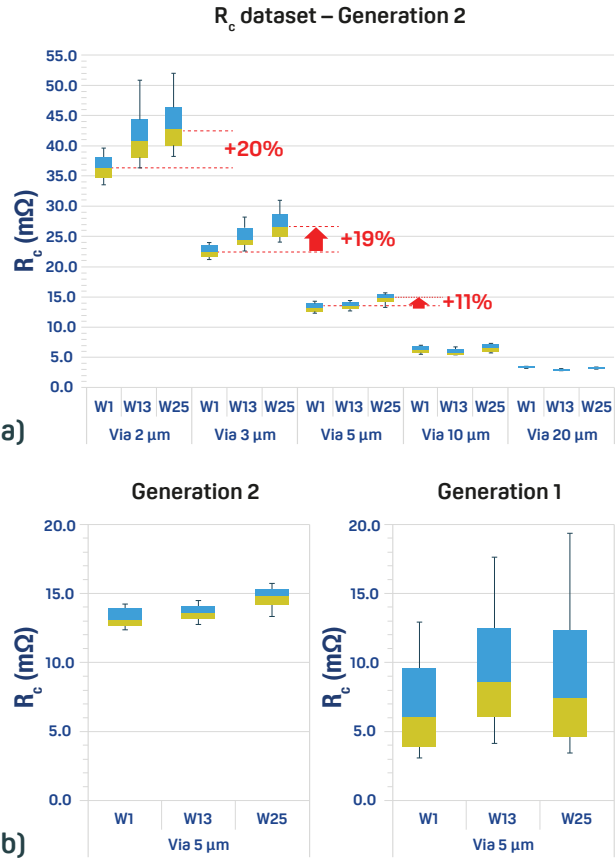 R_c dataset – Generation 2
55.0
50.0
45.0
40.0
35.0
30.0
25.0
20.0
15.0
10.0
5.0
0.0
R_c (mΩ)
+20%
+19%
+11%
W1 W13 W25 W1 W13 W25 W1 W13 W25 W1 W13 W25 W1 W13 W25
Via 2 µm Via 3 µm Via 5 µm Via 10 µm Via 20 µm
a)
Generation 2
20.0
15.0
10.0
5.0
0.0
R_c (mΩ)
W1 W13 W25
Via 5 µm
Generation 1
20.0
15.0
10.0
5.0
0.0
R_c (mΩ)
W1 W13 W25
Via 5 µm
b)